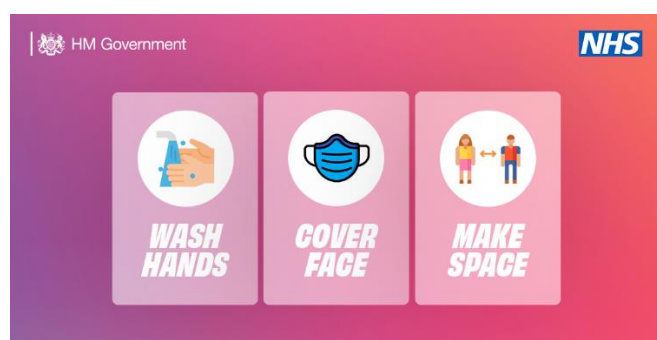 HM Government
NHS
WASH
HANDS
COVER
FACE
MAKE
SPACE